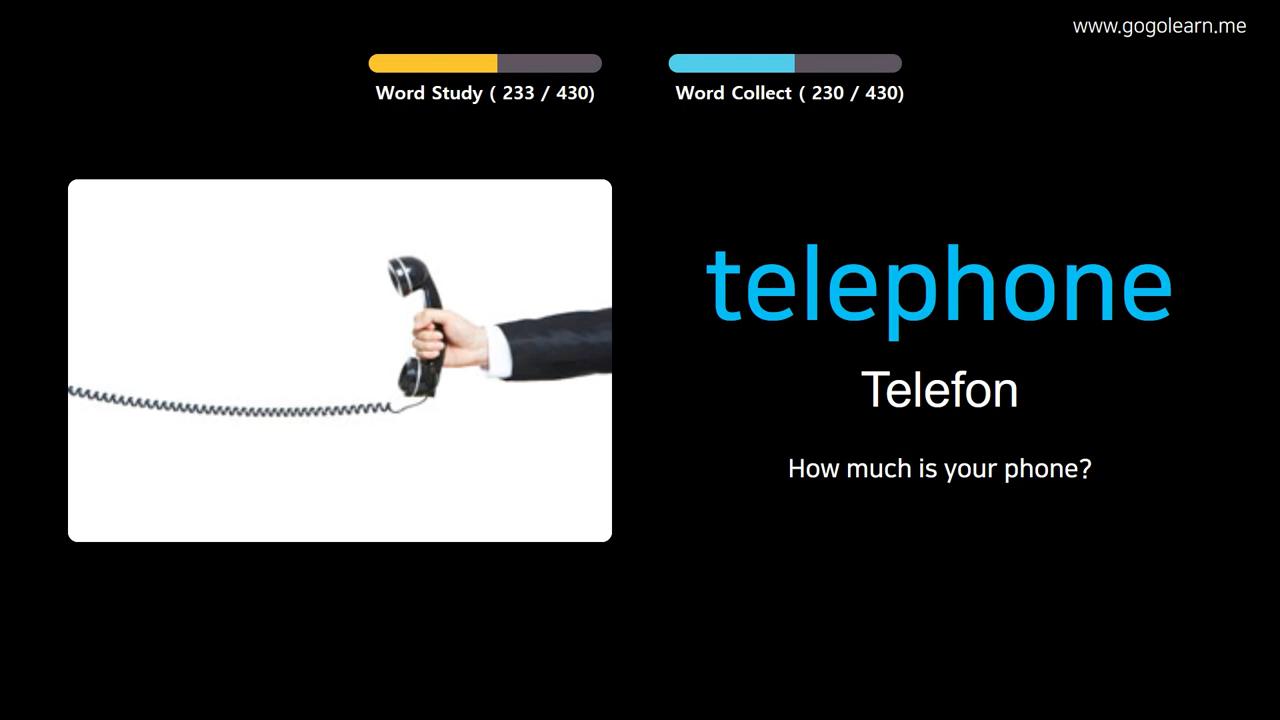 www.gogolearn.me
Word Study ( 233 / 430)
Word Collect ( 230 / 430)
telephone
Telefon
How much is your phone?